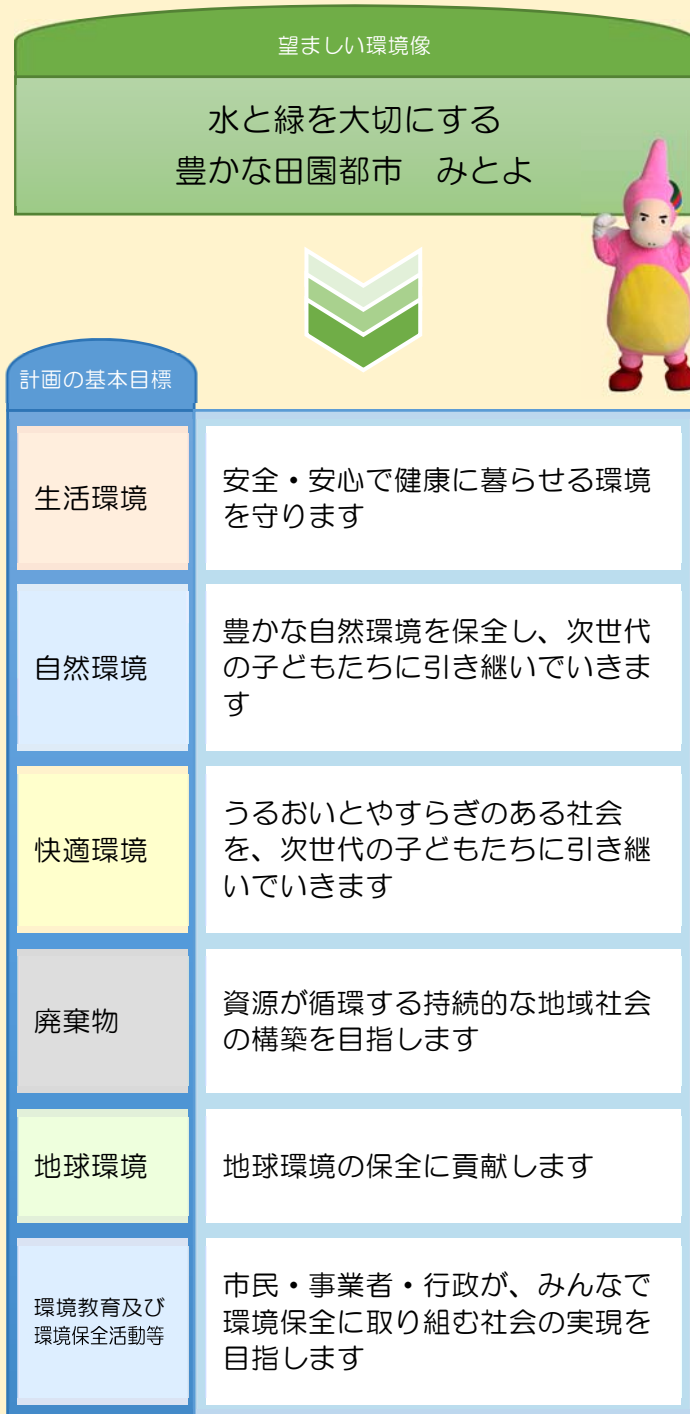 望ましい環境像
水と緑を大切にする
豊かな田園都市　みとよ
計画の基本目標
生活環境
安全・安心で健康に暮らせる環境
を守ります
自然環境
豊かな自然環境を保全し、次世代
の子どもたちに引き継いでいきま
す
快適環境
うるおいとやすらぎのある社会
を、次世代の子どもたちに引き継
いでいきます
廃棄物
資源が循環する持続的な地域社会
の構築を目指します
地球環境
地球環境の保全に貢献します
環境教育及び
環境保全活動等
市民・事業者・行政が、みんなで
環境保全に取り組む社会の実現を
目指します